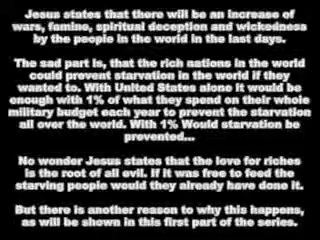 Jesus states that there will be an increase of
wars, famine, spiritual deception and wickedness
by the people in the world in the last days.
The sad part is, that the rich nations in the world
could prevent starvation in the world if they
wanted to. With United States alone it would be
enough with 1% of what they spend on their whole
military budget each year to prevent the starvation
all over the world. With 1% Would starvation be
prevented...
No wonder Jesus states that the love for riches
is the root of all evil. If it was free to feed the
starving people would they already have done it.
But there is another reason to why this happens,
as will be shown in this first part of the series.